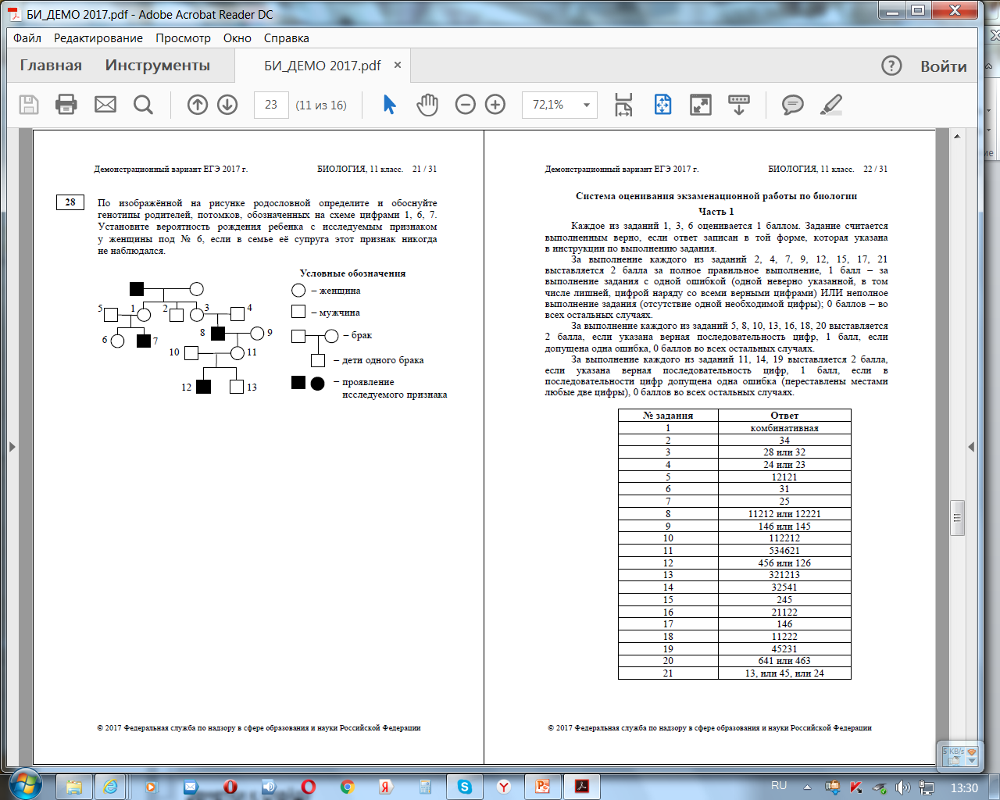 БИ_ДЕМО 2017.pdf - Adobe Acrobat Reader DC
Файл Редактирование Просмотр Окно Справка
Главная Инструменты БИ_ДЕМО 2017.pdf × ? Войти
23 (11 из 16) 72,1%
Демонстрационный вариант ЕГЭ 2017 г. БИОЛОГИЯ, 11 класс. 21 / 31
28
По изображённой на рисунке родословной определите и обоснуйте
генотипы родителей, потомков, обозначенных на схеме цифрами 1, 6, 7.
Установите вероятность рождения ребенка с исследуемым признаком
у женщины под № 6, если в семье её супруга этот признак никогда
не наблюдался.
Условные обозначения
– женщина
– мужчина
– брак
– дети одного брака
– проявление
исследуемого признака
5 1 2 3 4
6 7 8 9
10 11
12 13
© 2017 Федеральная служба по надзору в сфере образования и науки Российской Федерации
Демонстрационный вариант ЕГЭ 2017 г. БИОЛОГИЯ, 11 класс. 22 / 31
Система оценивания экзаменационной работы по биологии
Часть 1
Каждое из заданий 1, 3, 6 оценивается 1 баллом. Задание считается
выполненным верно, если ответ записан в той форме, которая указана
в инструкции по выполнению задания.
За выполнение каждого из заданий 2, 4, 7, 9, 12, 15, 17, 21
выставляется 2 балла за полное правильное выполнение, 1 балл – за
выполнение задания с одной ошибкой (одной неверно указанной, в том
числе лишней, цифрой наряду со всеми верными цифрами) ИЛИ неполное
выполнение задания (отсутствие одной необходимой цифры); 0 баллов – во
всех остальных случаях.
За выполнение каждого из заданий 5, 8, 10, 13, 16, 18, 20 выставляется
2 балла, если указана верная последовательность цифр, 1 балл, если
допущена одна ошибка, 0 баллов во всех остальных случаях.
За выполнение каждого из заданий 11, 14, 19 выставляется 2 балла,
если указана верная последовательность цифр, 1 балл, если в
последовательности цифр допущена одна ошибка (переставлены местами
любые две цифры), 0 баллов во всех остальных случаях.
№ задания Ответ
1 комбинативная
2 34
3 28 или 32
4 24 или 23
5 12121
6 31
7 25
8 11212 или 12221
9 146 или 145
10 112212
11 534621
12 456 или 126
13 321213
14 32541
15 245
16 21122
17 146
18 11222
19 45231
20 641 или 463
21 13, или 45, или 24
© 2017 Федеральная служба по надзору в сфере образования и науки Российской Федерации
5 KB/s
RU 13:30